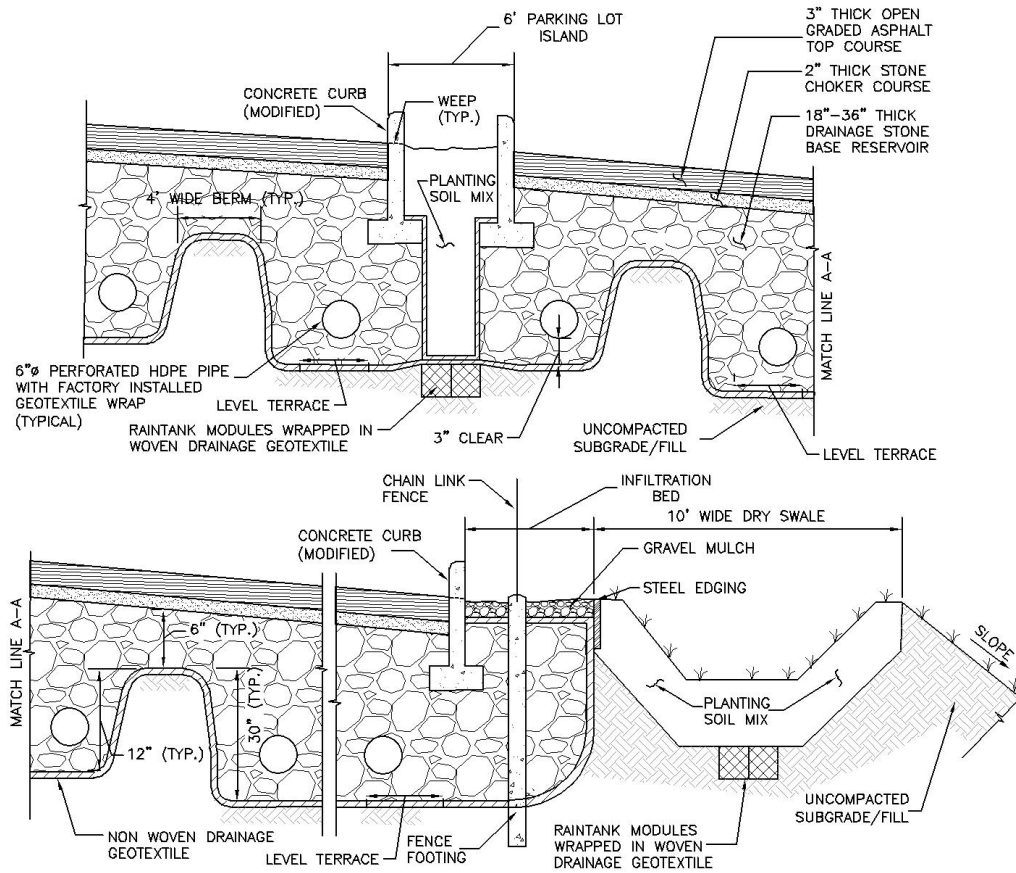 6' PARKING LOT
ISLAND
3" THICK OPEN
GRADED ASPHALT
TOP COURSE
2" THICK STONE
CHOKER COURSE
18"-36" THICK
DRAINAGE STONE
BASE RESERVOIR
CONCRETE CURB
(MODIFIED)
WEEP
(TYP.)
4' WIDE BERM (TYP.)
PLANTING
SOIL MIX
MATCH LINE A-A
6"ø PERFORATED HDPE PIPE
WITH FACTORY INSTALLED
GEOTEXTILE WRAP
(TYPICAL)
LEVEL TERRACE
RAINTANK MODULES WRAPPED IN
WOVEN DRAINAGE GEOTEXTILE
3" CLEAR
UNCOMPACTED
SUBGRADE/FILL
LEVEL TERRACE
CHAIN LINK
FENCE
INFILTRATION
BED
10' WIDE DRY SWALE
CONCRETE CURB
(MODIFIED)
GRAVEL MULCH
STEEL EDGING
MATCH LINE A-A
6" (TYP.)
30" (TYP.)
12" (TYP.)
SLOPE
PLANTING
SOIL MIX
NON WOVEN DRAINAGE
GEOTEXTILE
LEVEL TERRACE
FENCE
FOOTING
RAINTANK MODULES
WRAPPED IN WOVEN
DRAINAGE GEOTEXTILE
UNCOMPACTED
SUBGRADE/FILL